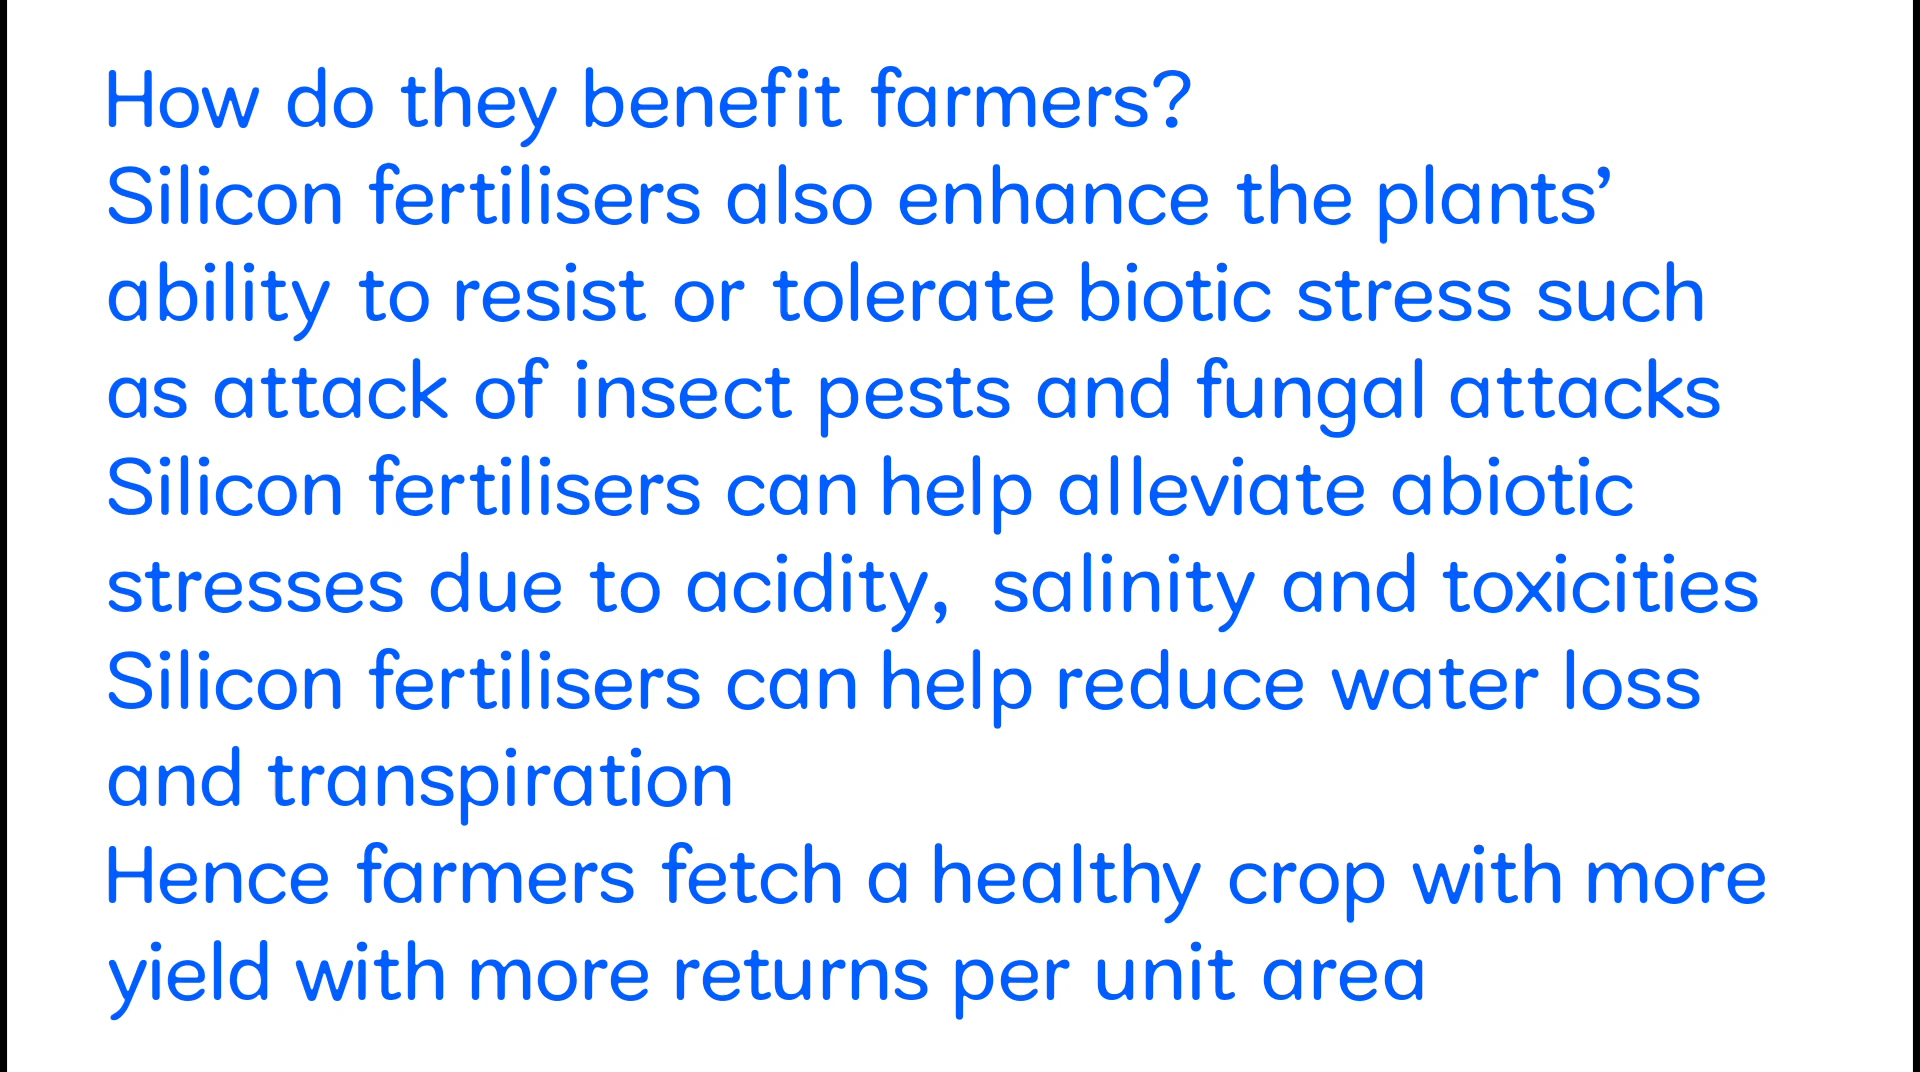 How do they benefit farmers?
Silicon fertilisers also enhance the plants’
ability to resist or tolerate biotic stress such
as attack of insect pests and fungal attacks
Silicon fertilisers can help alleviate abiotic
stresses due to acidity,  salinity and toxicities
Silicon fertilisers can help reduce water loss
and transpiration
Hence farmers fetch a healthy crop with more
yield with more returns per unit area